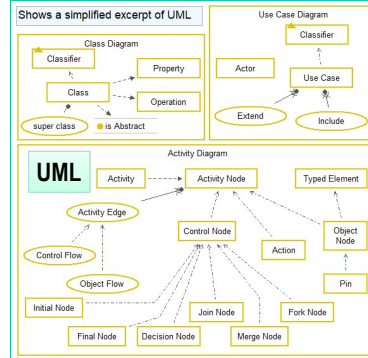 Shows a simplified excerpt of UML
Class Diagram
Classifier
Property
Class
Operation
super class
is Abstract
Use Case Diagram
Classifier
Actor
Use Case
Extend
Include
Activity Diagram
UML
Activity
Activity Node
Typed Element
Activity Edge
Control Node
Object
Node
Action
Control Flow
Object Flow
Pin
Initial Node
Join Node
Fork Node
Final Node
Decision Node
Merge Node